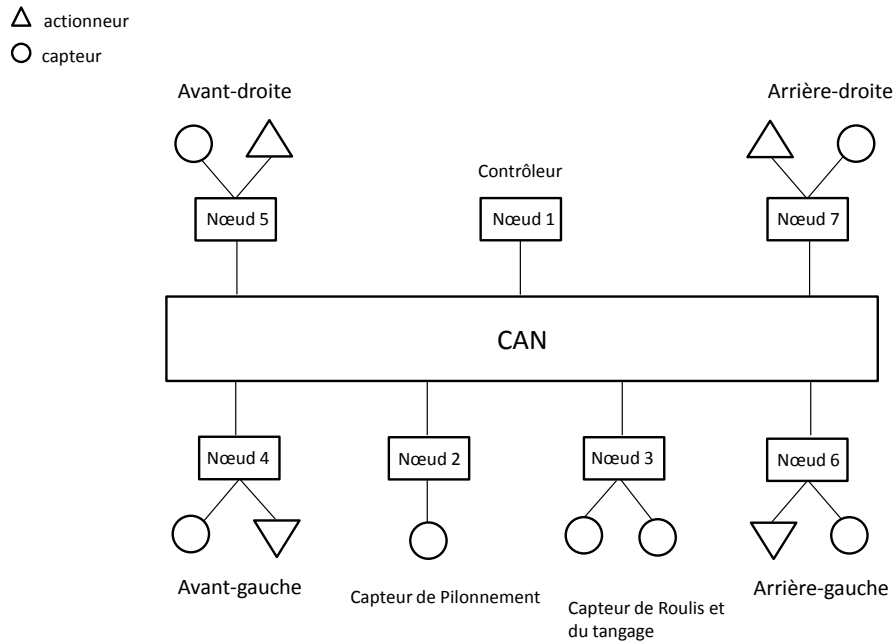 actionneur
capteur
Avant-droite
Arrière-droite
Contrôleur
Nœud 5
Nœud 1
Nœud 7
CAN
Nœud 4
Nœud 2
Nœud 3
Nœud 6
Avant-gauche
Capteur de Pilonnement
Capteur de Roulis et
du tangage
Arrière-gauche